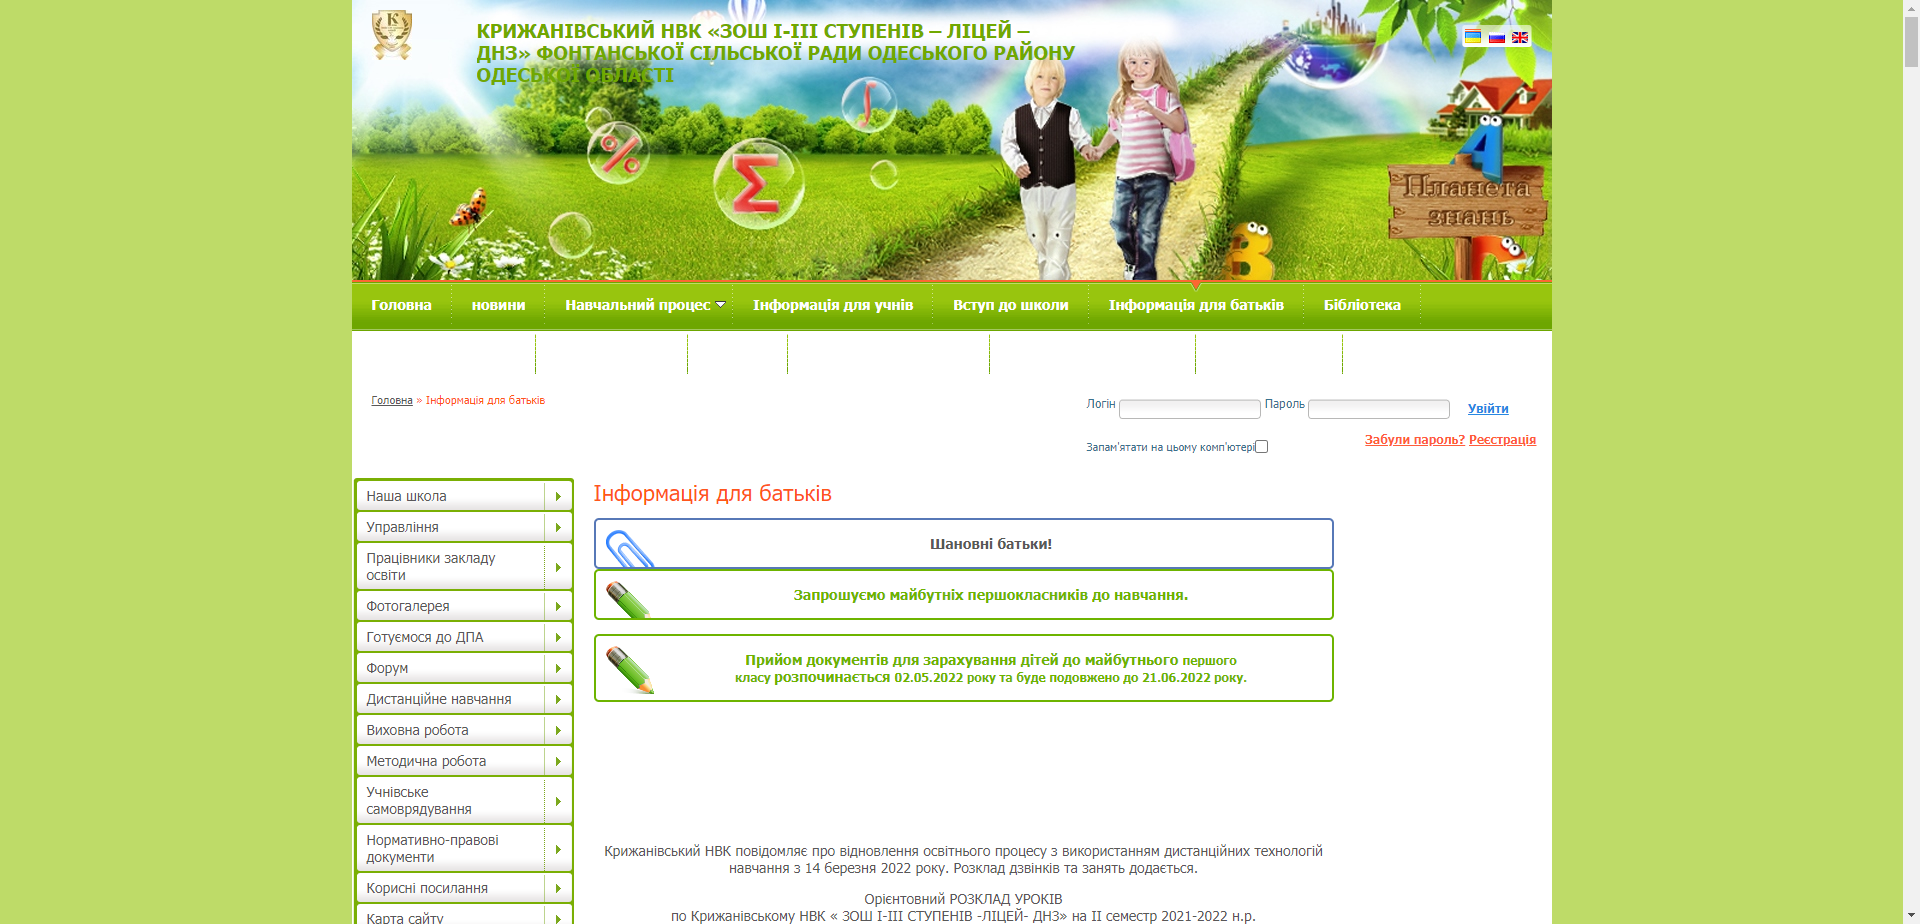 КРИЖАНІВСЬКИЙ НВК «ЗОШ І-ІІІ СТУПЕНІВ – ЛІЦЕЙ –
ДНЗ» ФОНТАНСЬКОЇ СІЛЬСЬКОЇ РАДИ ОДЕСЬКОГО РАЙОНУ
ОДЕСЬКОЇ ОБЛАСТІ
Планета
знань
Головна
новини
Навчальний процес
Інформація для учнів
Вступ до школи
Інформація для батьків
Бібліотека
Головна » Інформація для батьків
Логін
Пароль
Увійти
Запам'ятати на цьому комп'ютері
Забули пароль? Реєстрація
Наша школа
Управління
Працівники закладу
освіти
Фотогалерея
Готуємося до ДПА
Форум
Дистанційне навчання
Виховна робота
Методична робота
Учнівське
самоврядування
Нормативно-правові
документи
Корисні посилання
Карта сайту
Інформація для батьків
Шановні батьки!
Запрошуємо майбутніх першокласників до навчання.
Прийом документів для зарахування дітей до майбутнього першого
класу розпочинається 02.05.2022 року та буде подовжено до 21.06.2022 року.
Крижанівський НВК повідомляє про відновлення освітнього процесу з використанням дистанційних технологій
навчання з 14 березня 2022 року. Розклад дзвінків та занять додається.
Орієнтовний РОЗКЛАД УРОКІВ
по Крижанівському НВК « ЗОШ І-ІІІ СТУПЕНІВ -ЛІЦЕЙ- ДНЗ» на ІІ семестр 2021-2022 н.р.